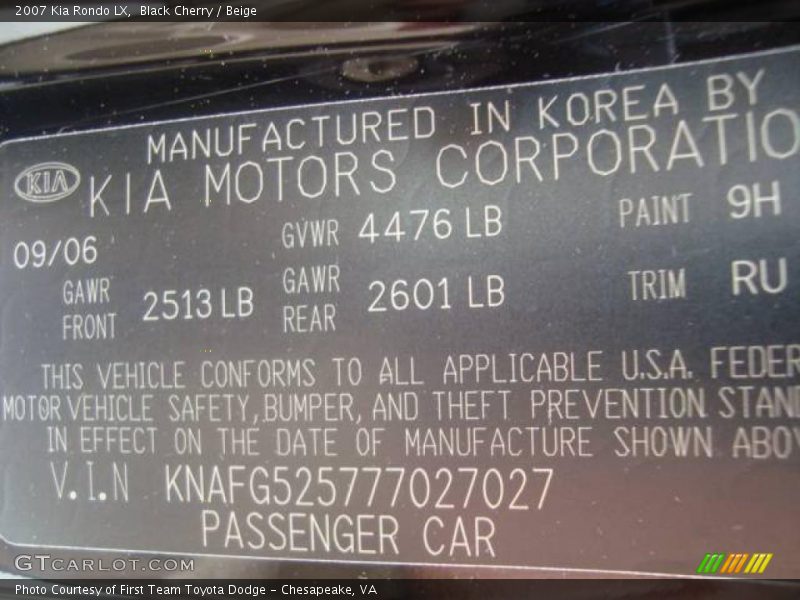 2007 Kia Rondo LX, Black Cherry / Beige
MANUFACTURED IN KOREA BY
KIA KIA MOTORS CORPORATIO
09/06 GVWR 4476 LB PAINT 9H
GAWR FRONT 2513 LB GAWR REAR 2601 LB TRIM RU
THIS VEHICLE CONFORMS TO ALL APPLICABLE U.S.A. FEDER
MOTOR VEHICLE SAFETY, BUMPER, AND THEFT PREVENTION STAN
IN EFFECT ON THE DATE OF MANUFACTURE SHOWN ABOV
V.I.N KNAFG525777027027
PASSENGER CAR
GTCARLOT.COM
Photo Courtesy of First Team Toyota Dodge - Chesapeake, VA